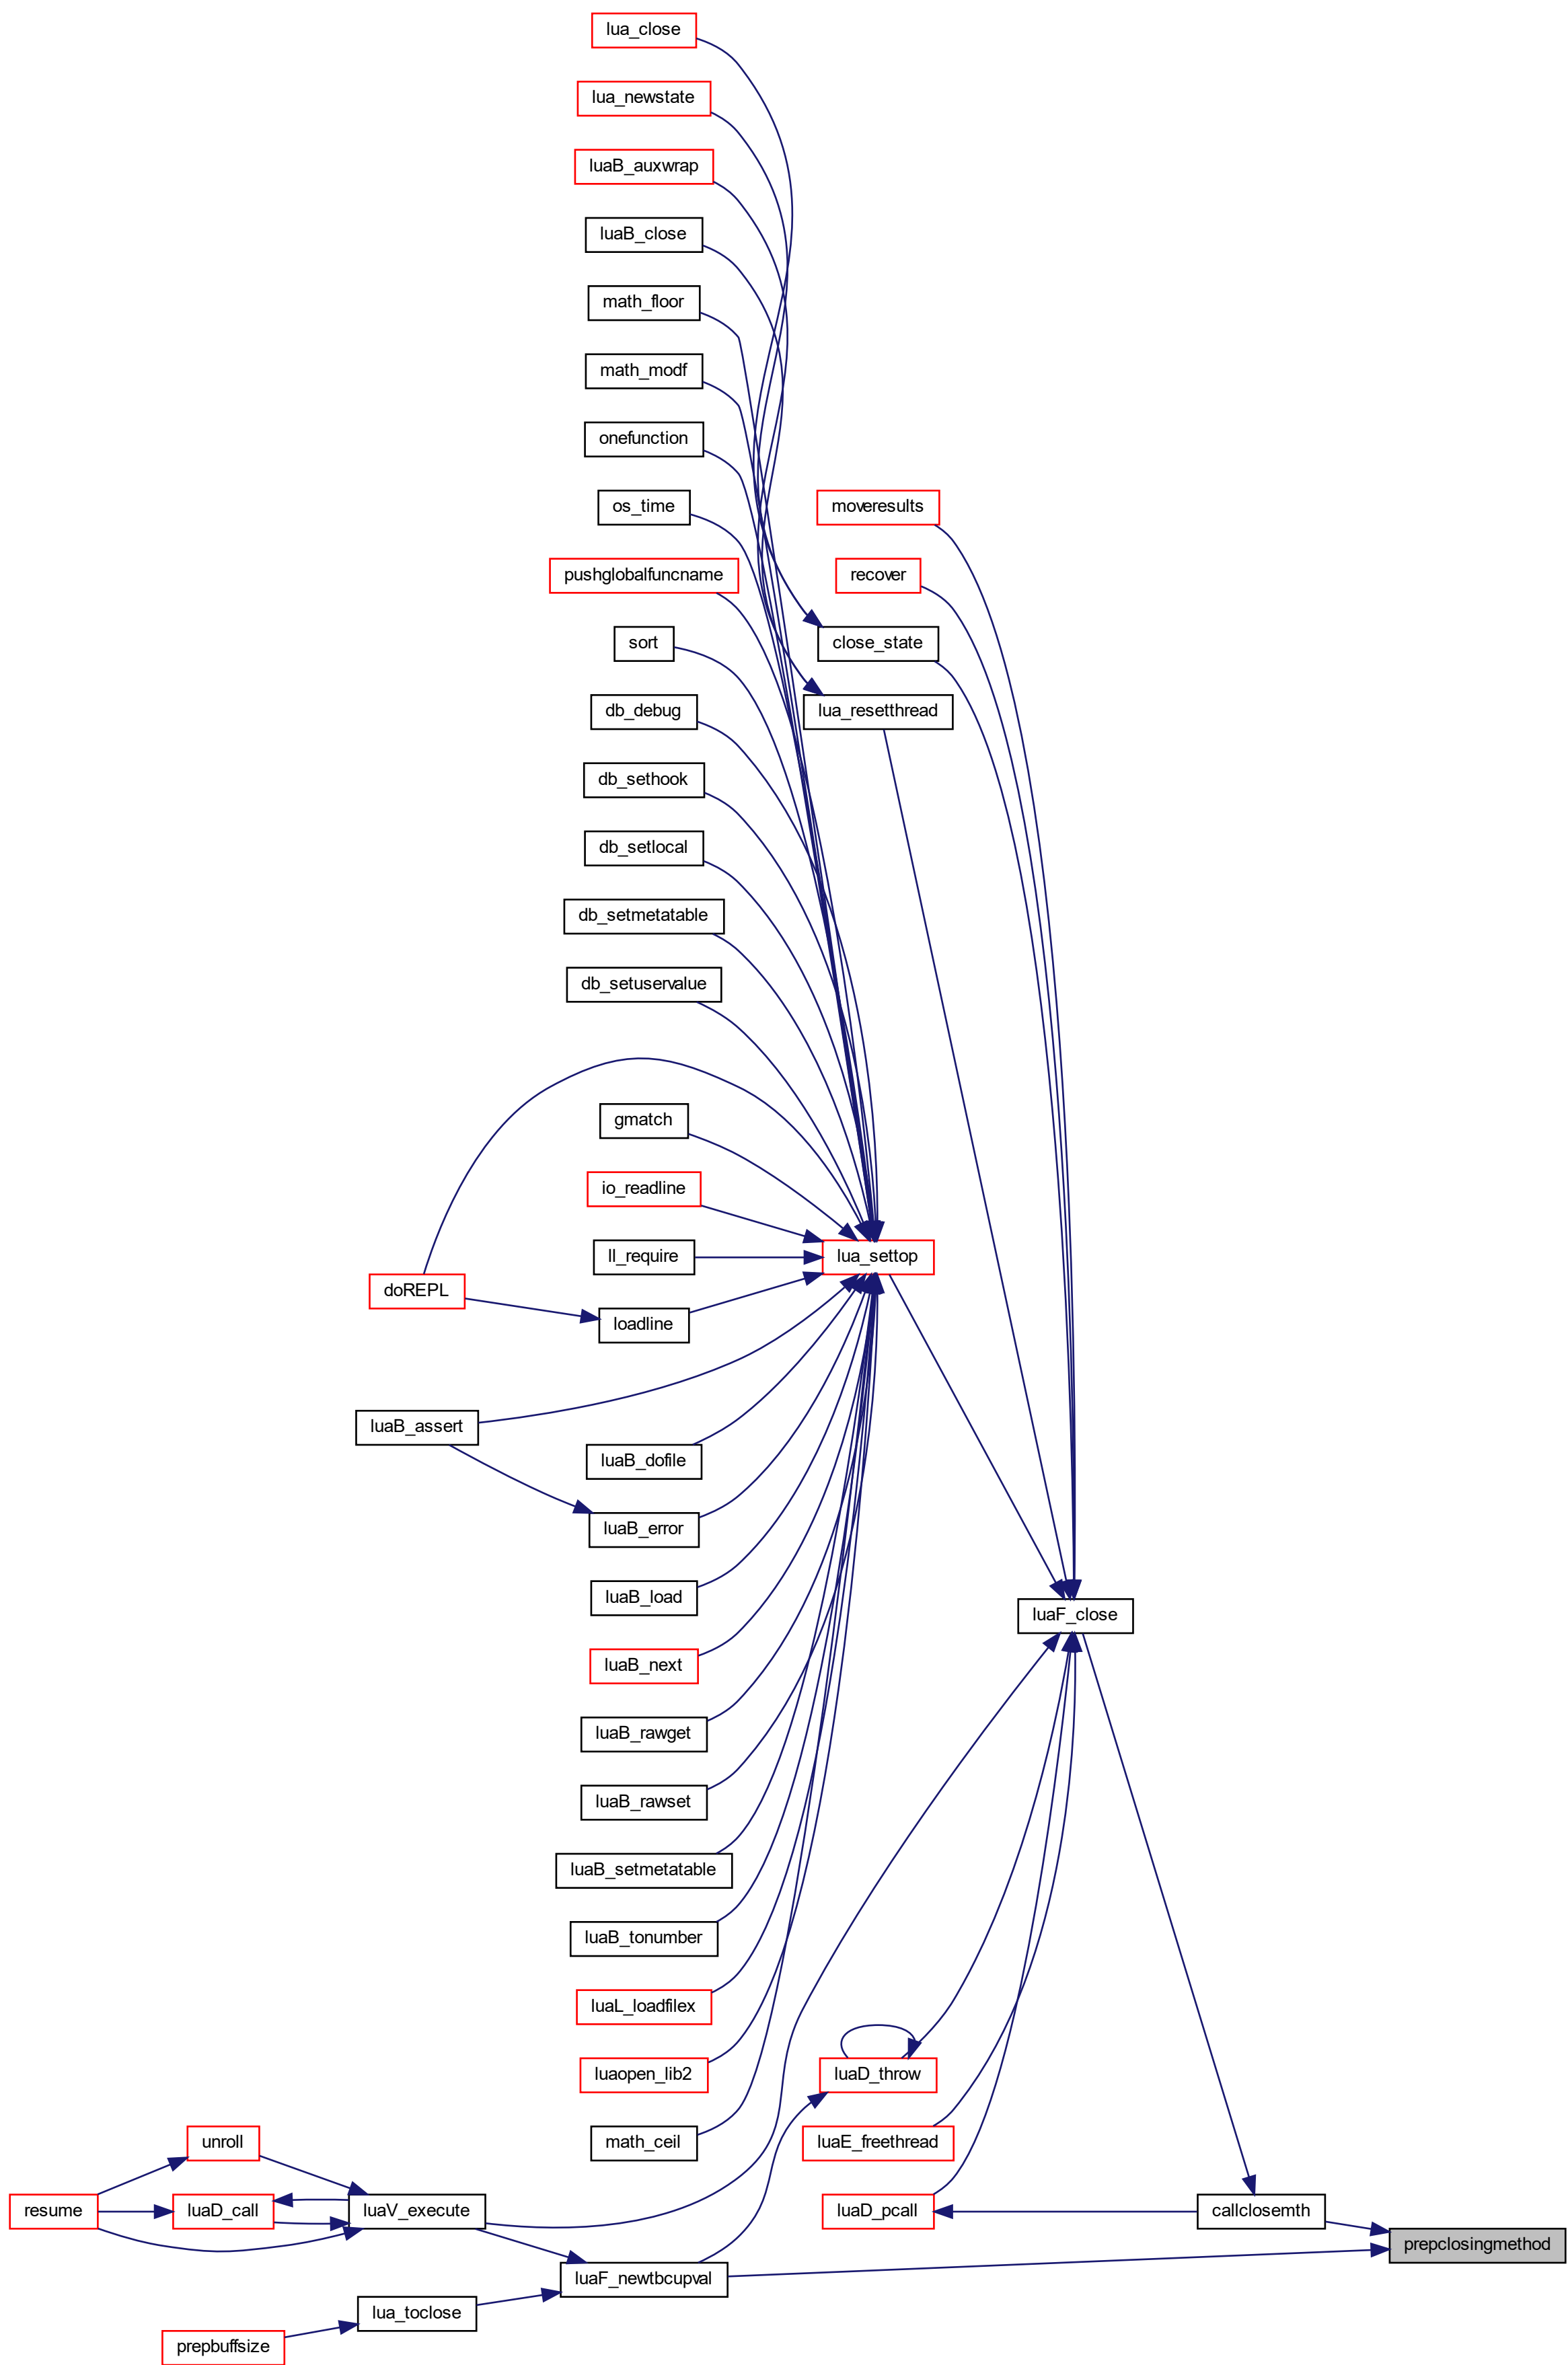 lua_close
lua_newstate
luaB_auxwrap
luaB_close
math_floor
math_modf
onefunction
os_time
moveresults
pushglobalfuncname
recover
sort
close_state
db_debug
lua_resetthread
db_sethook
db_setlocal
db_setmetatable
db_setuservalue
gmatch
io_readline
ll_require
lua_settop
doREPL
loadline
luaB_assert
luaB_dofile
luaB_error
luaB_load
luaF_close
luaB_next
luaB_rawget
luaB_rawset
luaB_setmetatable
luaB_tonumber
luaL_loadfilex
luaopen_lib2
luaD_throw
unroll
math_ceil
luaE_freethread
resume
luaD_call
luaV_execute
luaD_pcall
callclosemth
prepclosingmethod
luaF_newtbcupval
lua_toclose
prepbuffsize